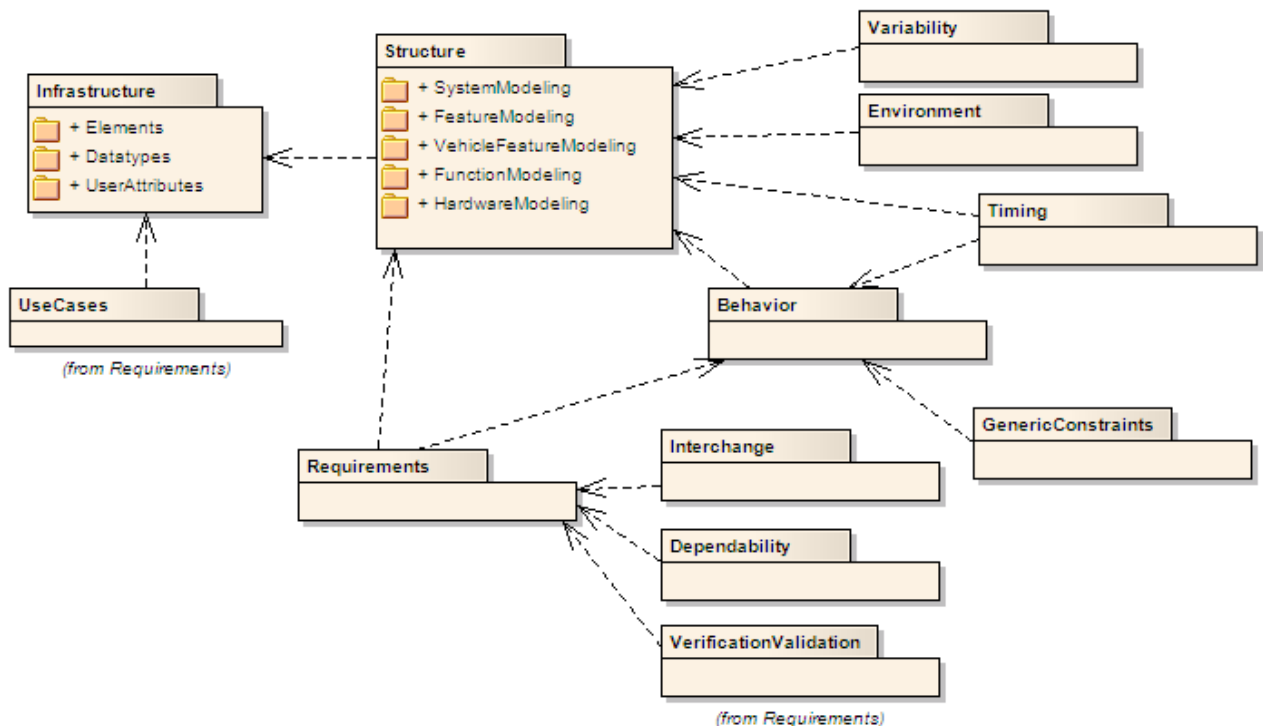 Infrastructure
+ Elements
+ Datatypes
+ UserAttributes
Structure
+ SystemModeling
+ FeatureModeling
+ VehicleFeatureModeling
+ FunctionModeling
+ HardwareModeling
Variability
Environment
Timing
UseCases
(from Requirements)
Behavior
GenericConstraints
Requirements
Interchange
Dependability
VerificationValidation
(from Requirements)